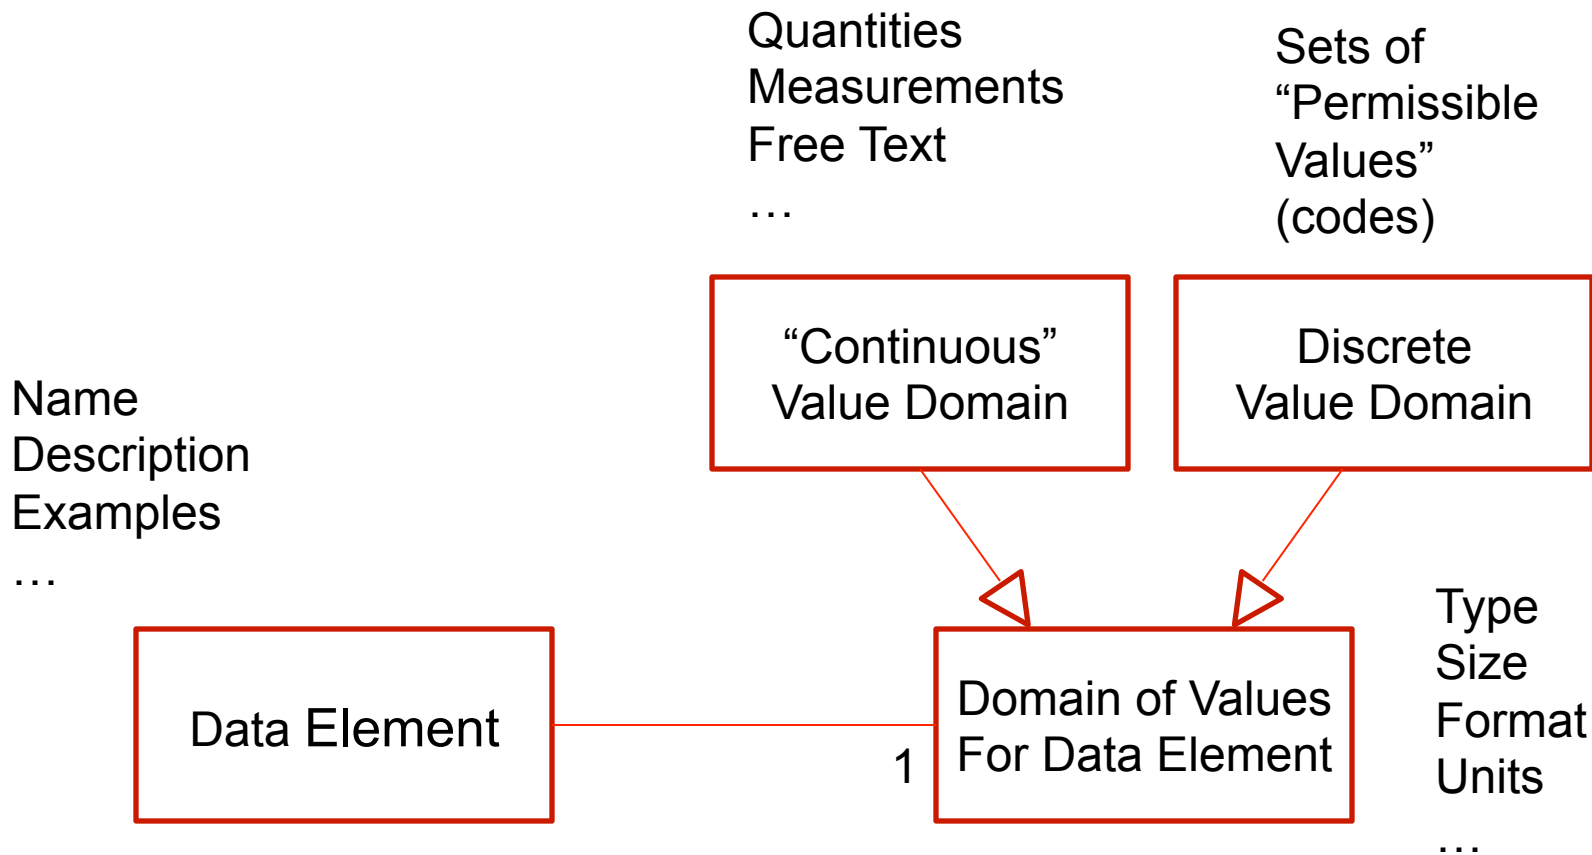 Quantities
Measurements
Free Text
…
Sets of
“Permissible
Values”
(codes)
“Continuous”
Value Domain
Discrete
Value Domain
Name
Description
Examples
…
Data Element
1
Domain of Values
For Data Element
Type
Size
Format
Units
…